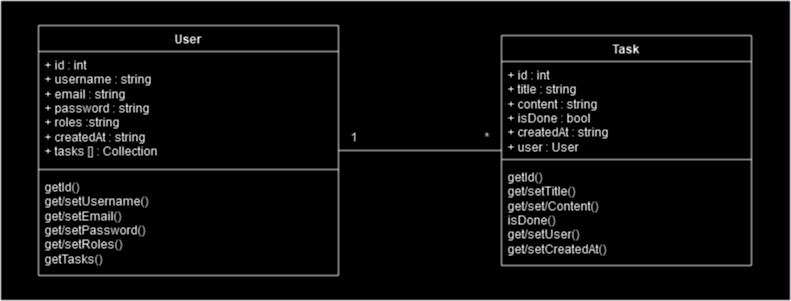 User
+ id : int
+ username : string
+ email : string
+ password : string
+ roles :string
+ createdAt : string
+ tasks [] : Collection
getId()
get/setUsername()
get/setEmail()
get/setPassword()
get/setRoles()
getTasks()
1
*
Task
+ id : int
+ title : string
+ content : string
+ isDone : bool
+ createdAt : string
+ user : User
getId()
get/setTitle()
get/set/Content()
isDone()
get/setUser()
get/setCreatedAt()